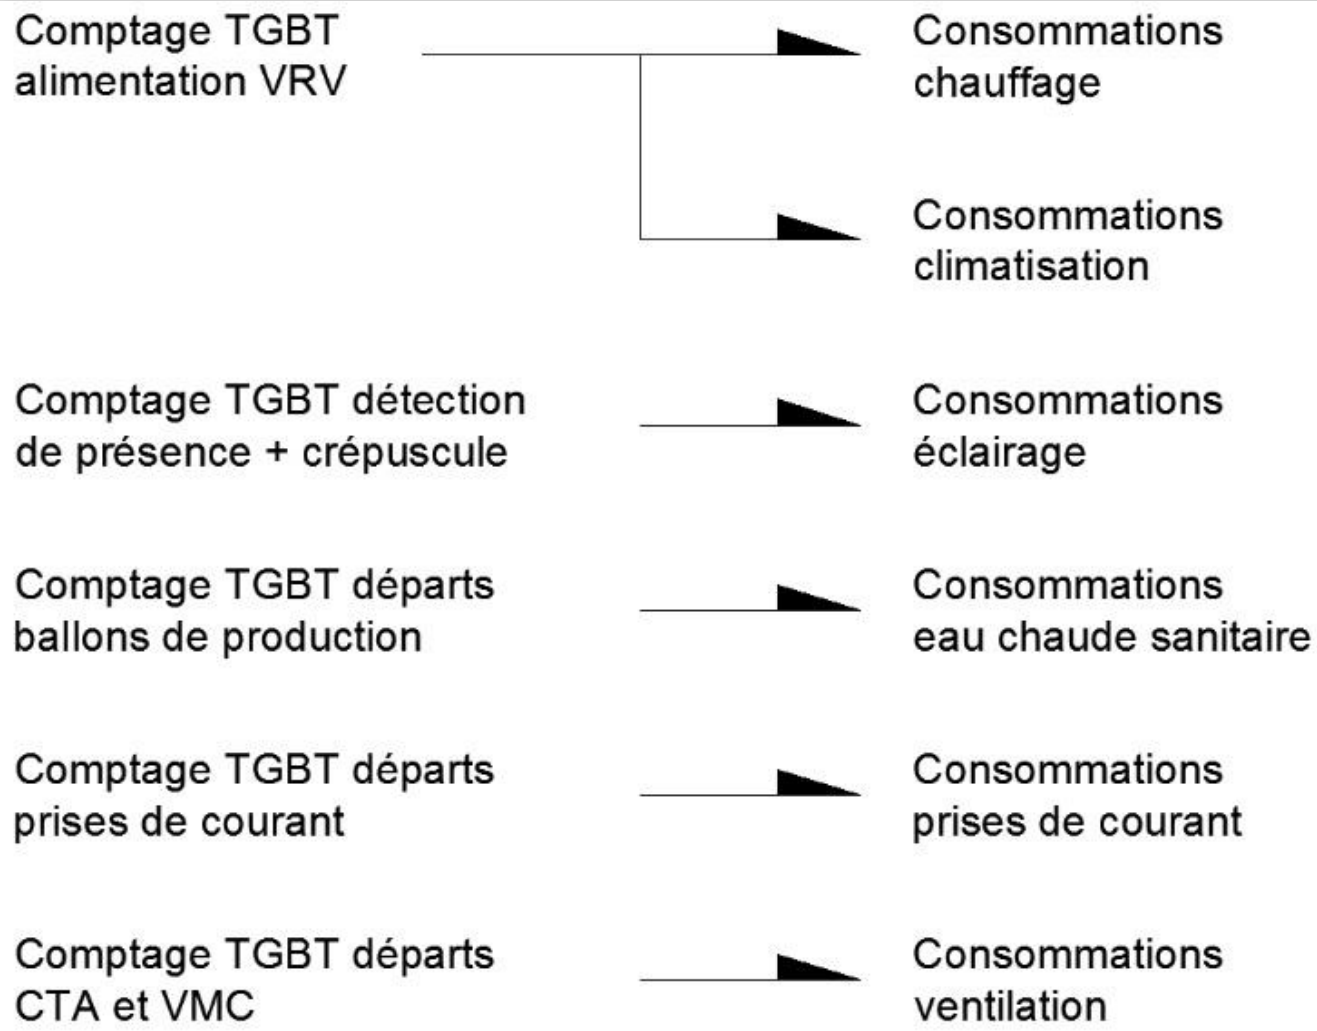 Comptage TGBT
alimentation VRV
Consommations
chauffage
Consommations
climatisation
Comptage TGBT détection
de présence + crépuscule
Consommations
éclairage
Comptage TGBT départs
ballons de production
Consommations
eau chaude sanitaire
Comptage TGBT départs
prises de courant
Consommations
prises de courant
Comptage TGBT départs
CTA et VMC
Consommations
ventilation